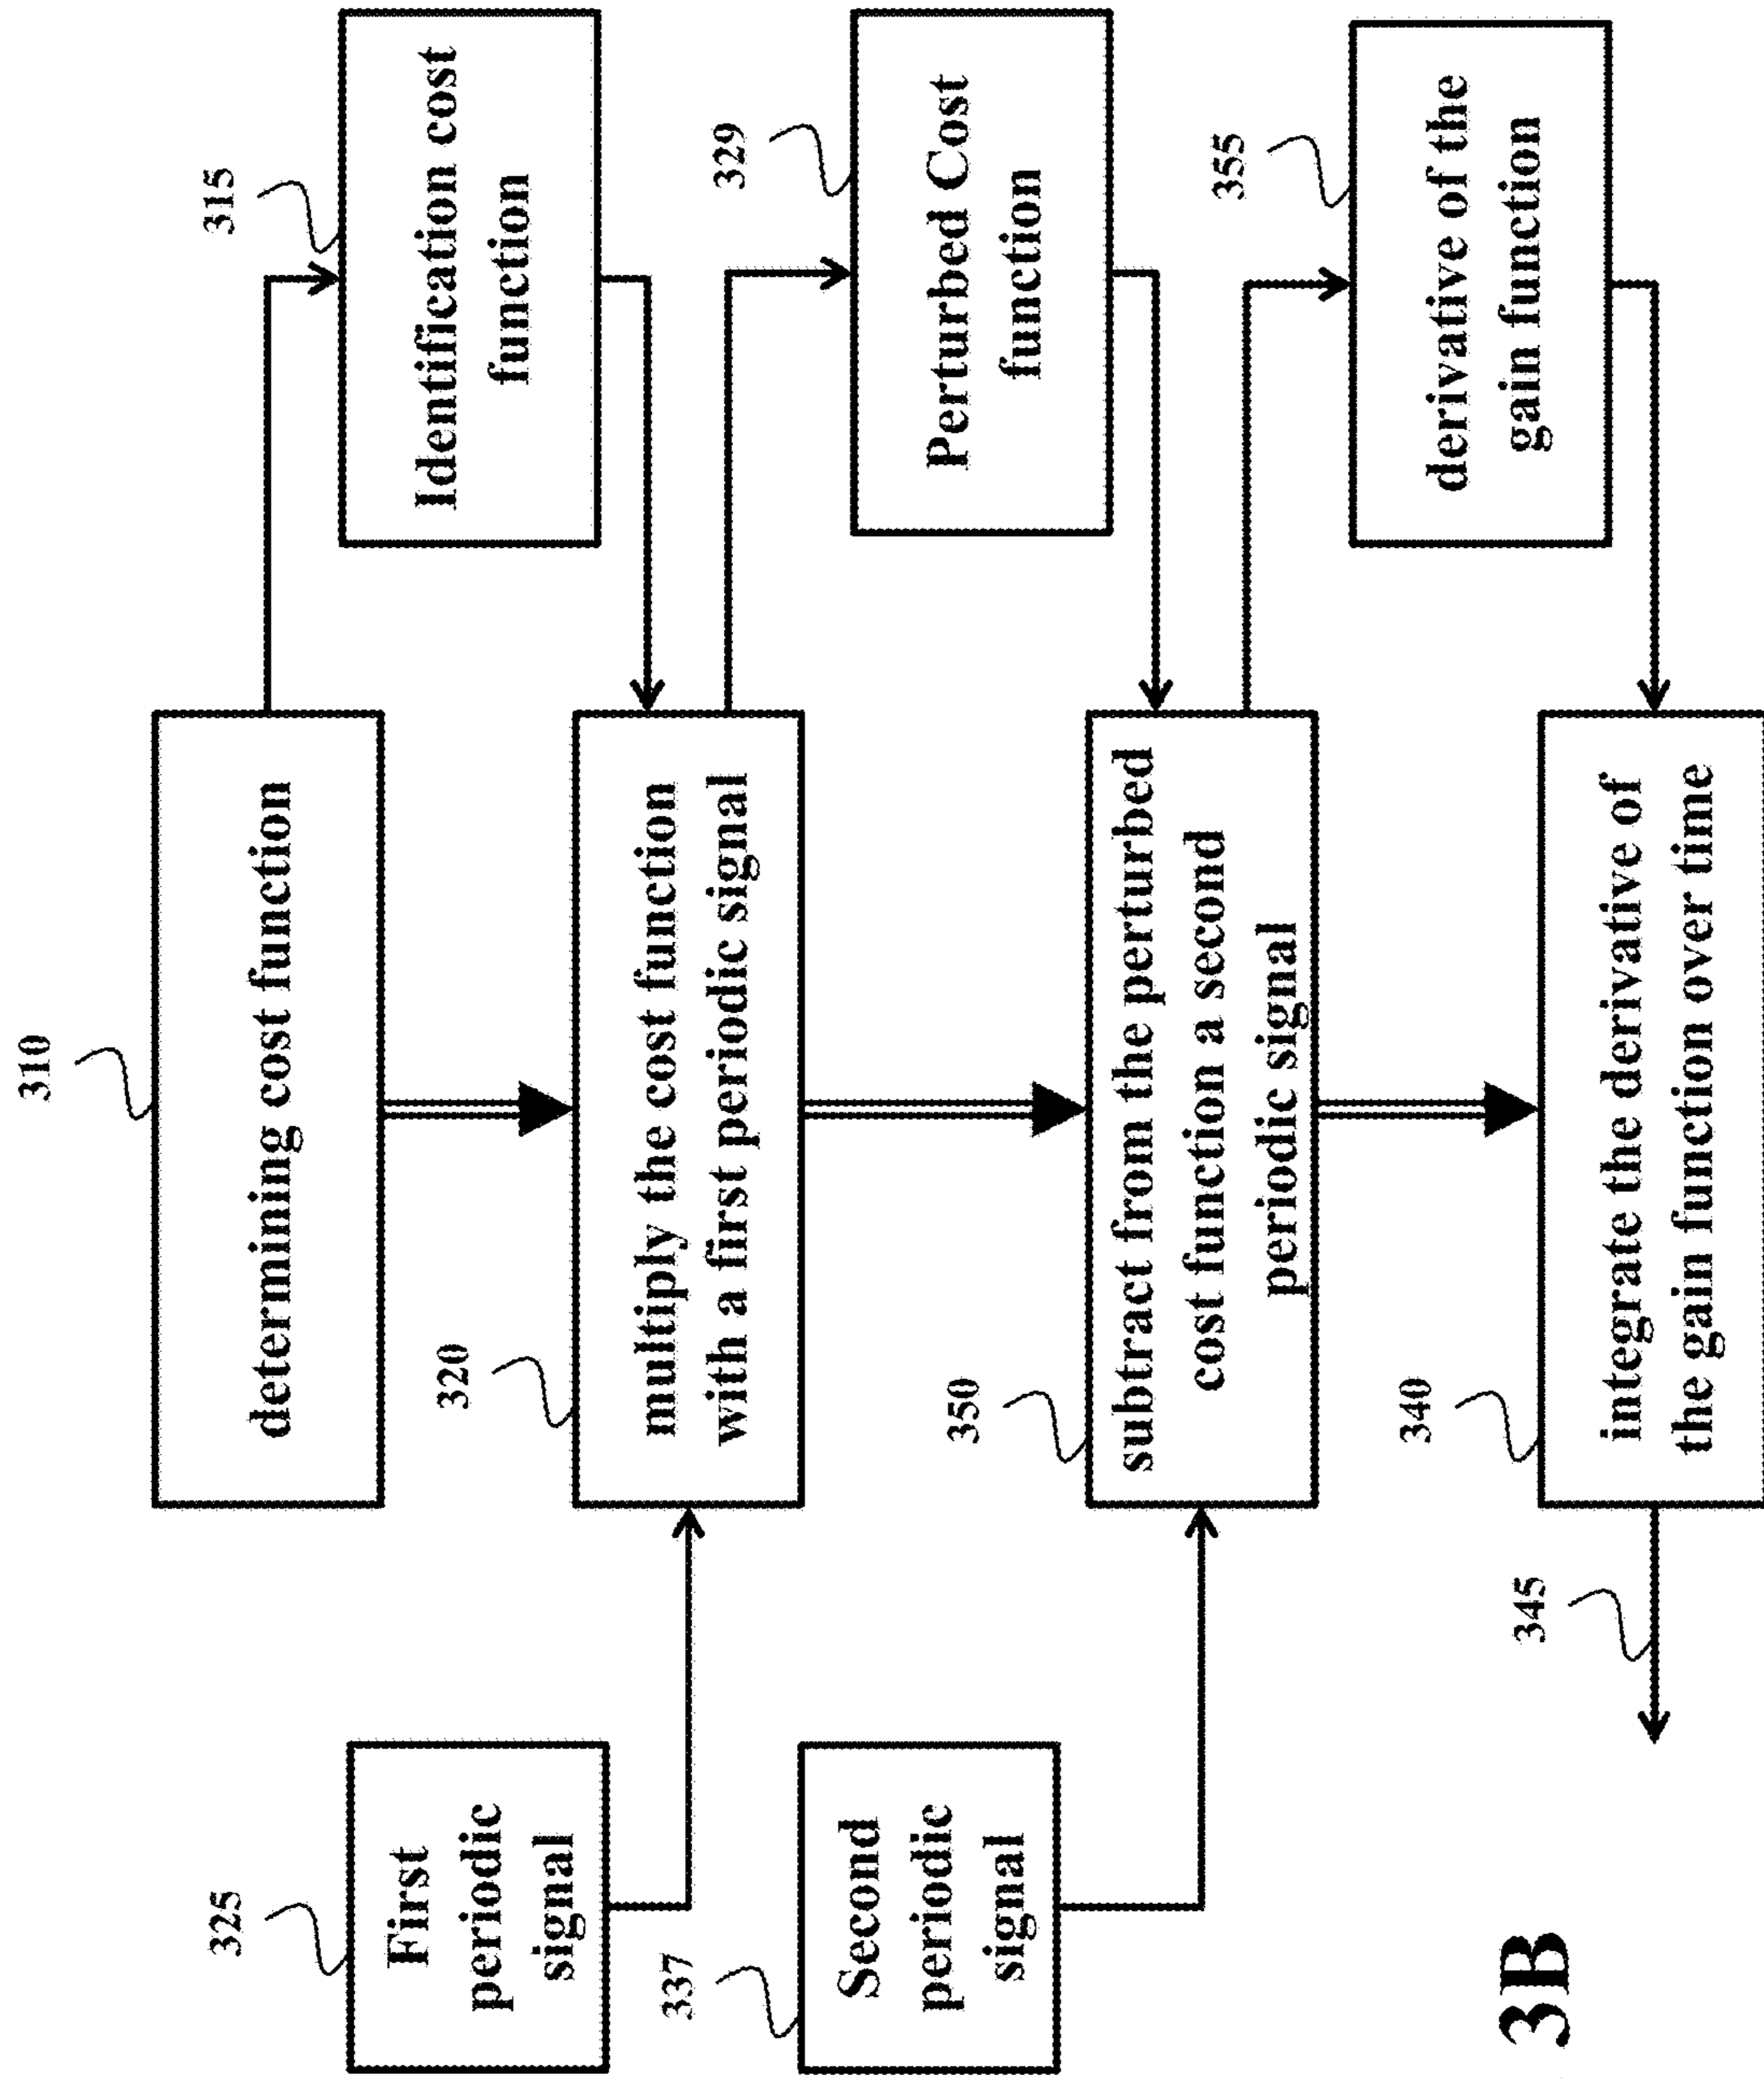 310
determining cost function
315
Identification cost
function
325
First
periodic
signal
320
multiply the cost function
with a first periodic signal
329
Perturbed Cost
function
337
Second
periodic
signal
350
subtract from the perturbed
cost function a second
periodic signal
355
derivative of the
gain function
340
integrate the derivative of
the gain function over time
345
3B